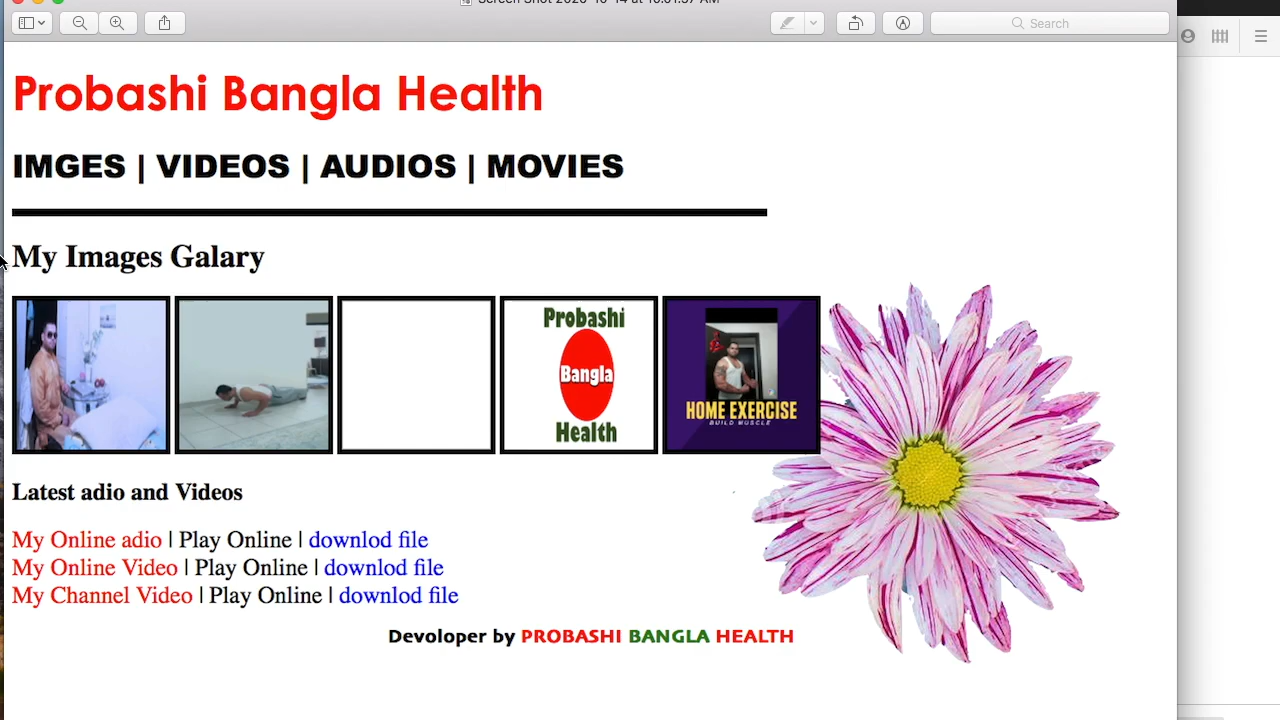 Search
Probashi Bangla Health
IMGES | VIDEOS | AUDIOS | MOVIES
My Images Galary
Probashi
Bangla
Health
HOME EXERCISE
BUILD MUSCLE
Latest adio and Videos
My Online adio | Play Online | downlod file
My Online Video | Play Online | downlod file
My Channel Video | Play Online | downlod file
Devoloper by PROBASHI BANGLA HEALTH